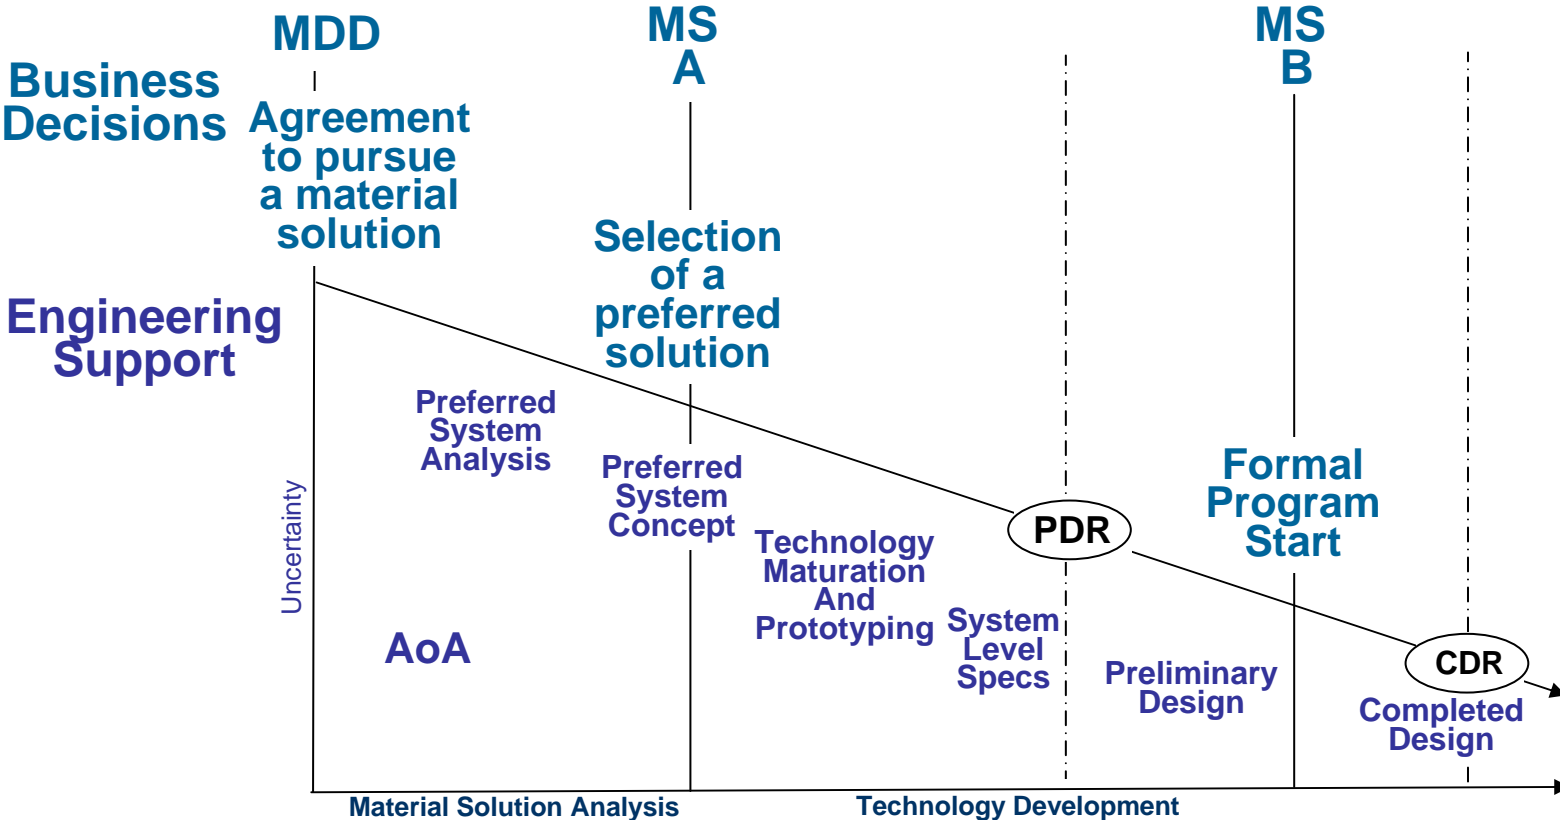 MDD
MS
A
MS
B
Business
Decisions
Agreement
to pursue
a material
solution
Selection
of a
preferred
solution
Engineering
Support
Preferred
System
Analysis
Preferred
System
Concept
Formal
Program
Start
Uncertainty
Technology
Maturation
And
Prototyping
PDR
AoA
System
Level
Specs
Preliminary
Design
CDR
Completed
Design
Material Solution Analysis
Technology Development